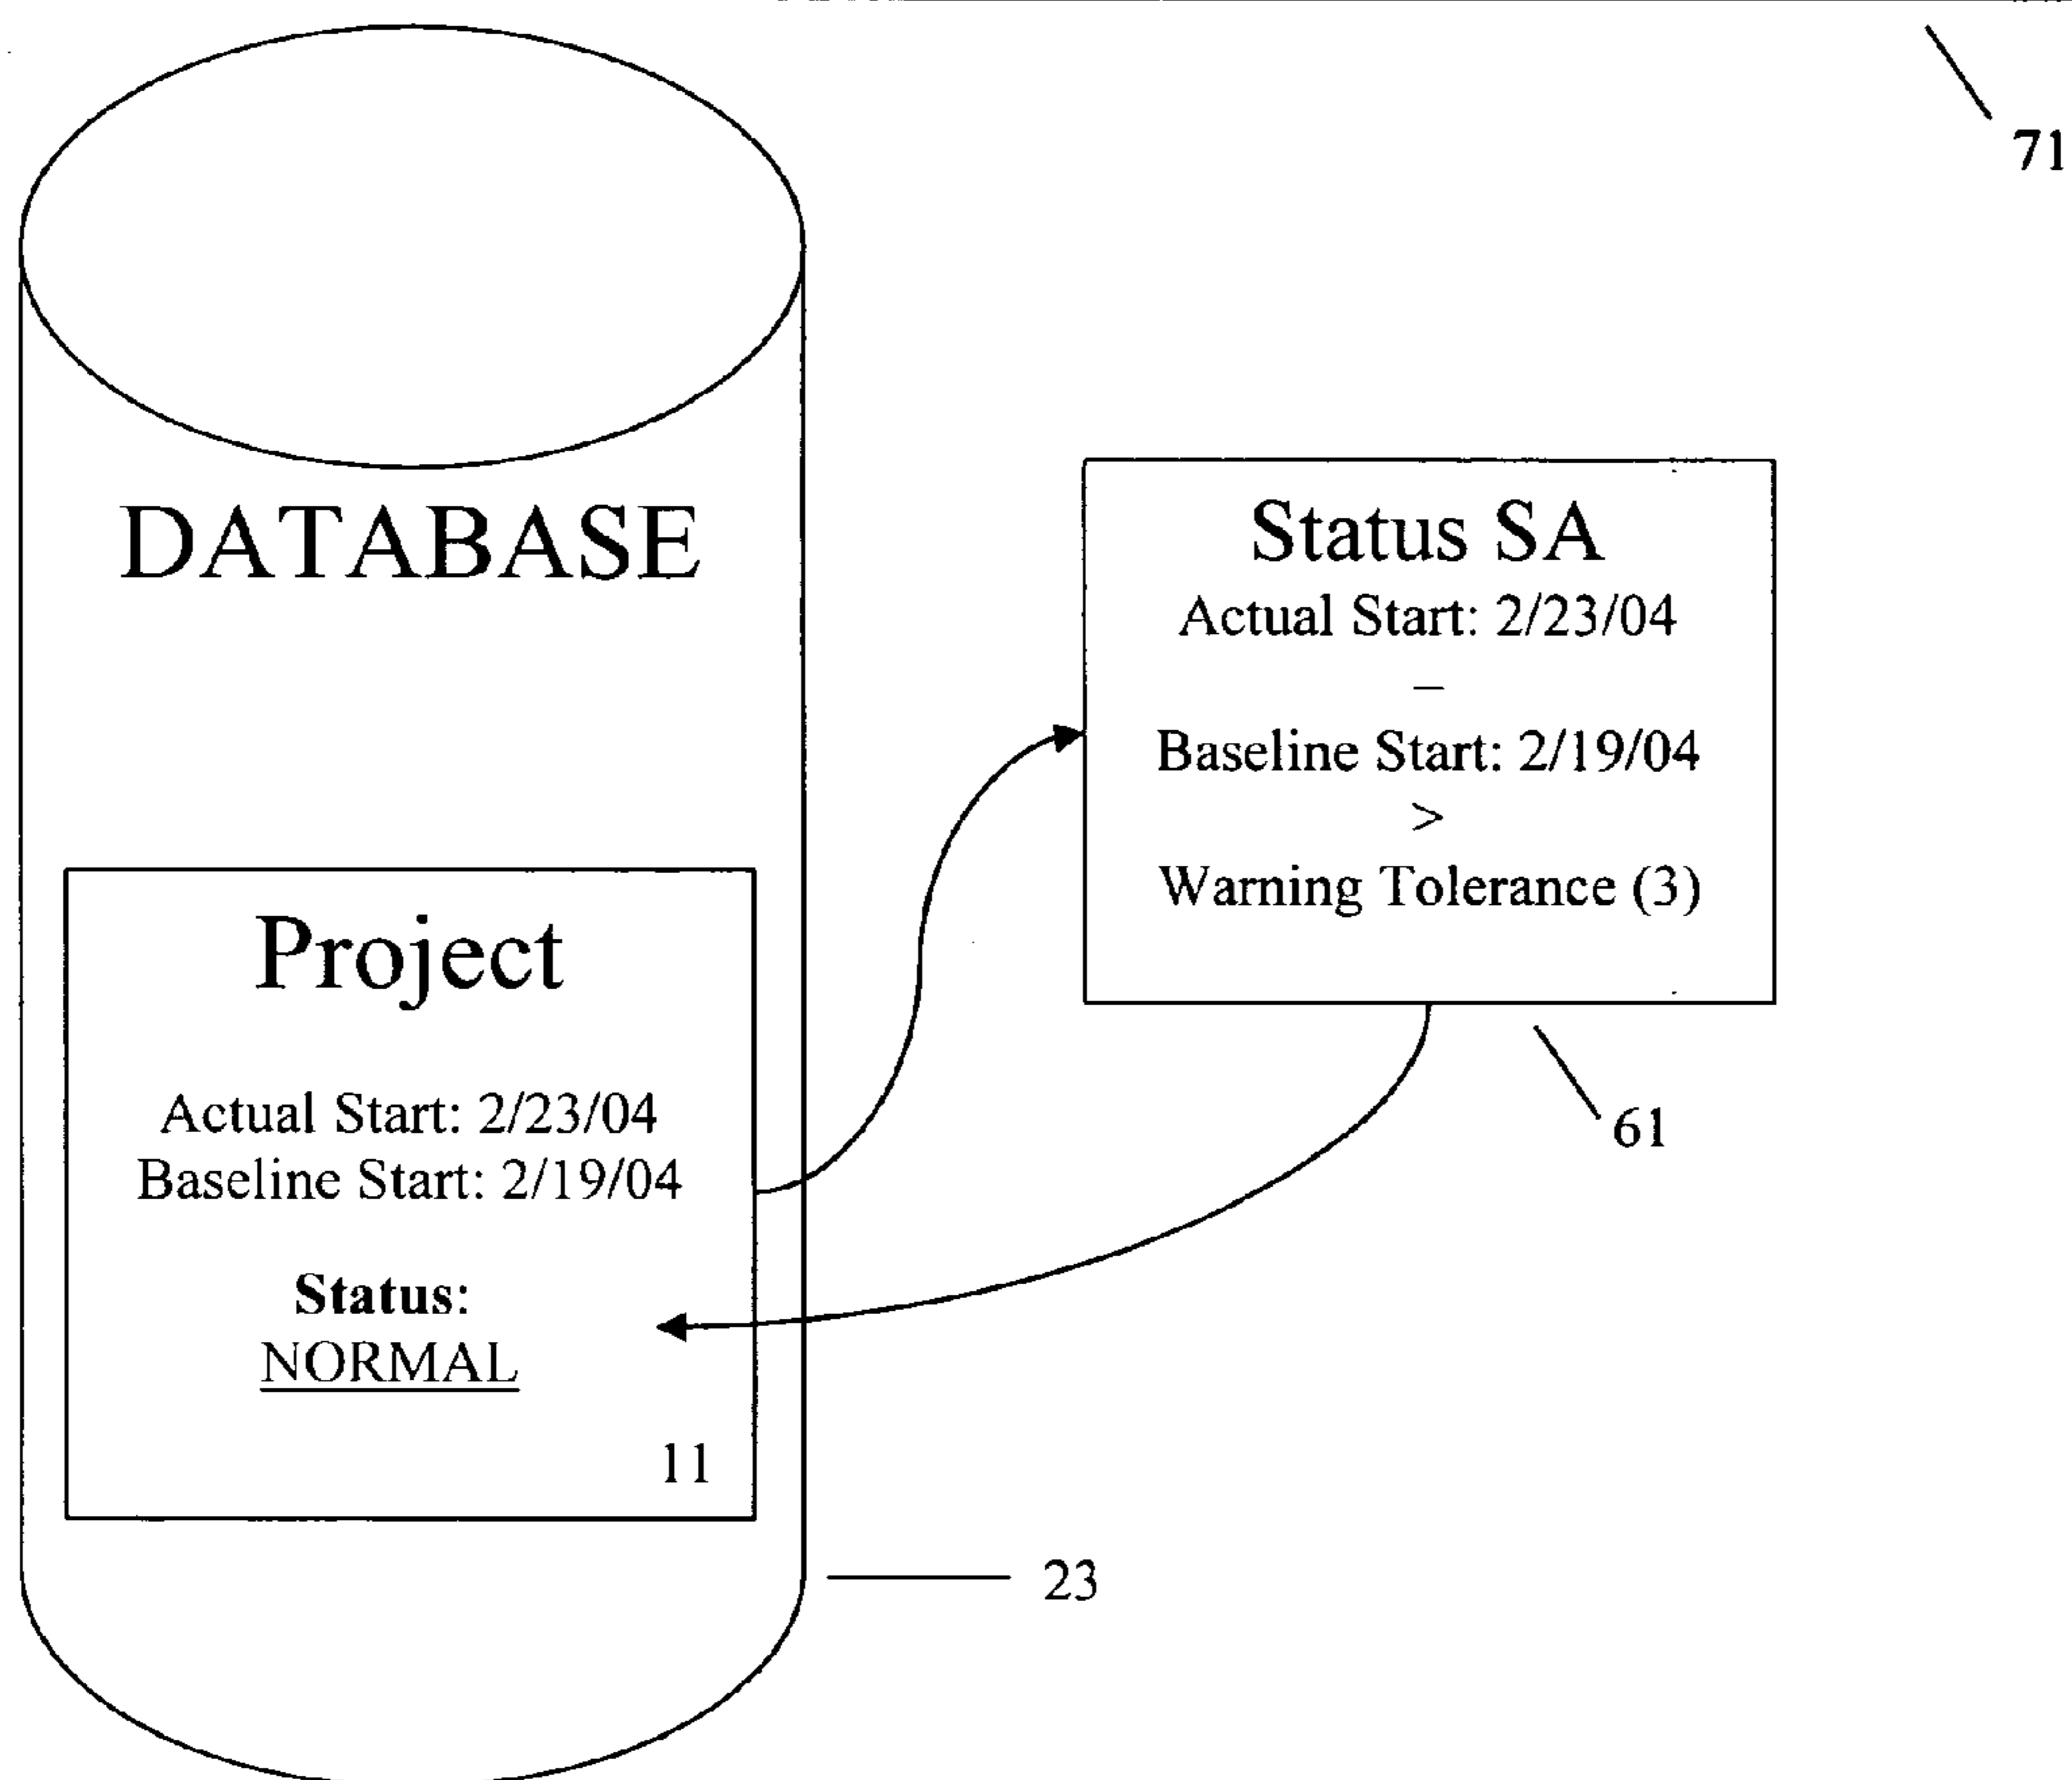 71
DATABASE
Status SA
Actual Start: 2/23/04
–
Baseline Start: 2/19/04
>
Warning Tolerance (3)
61
Project
Actual Start: 2/23/04
Baseline Start: 2/19/04
Status:
NORMAL
11
23